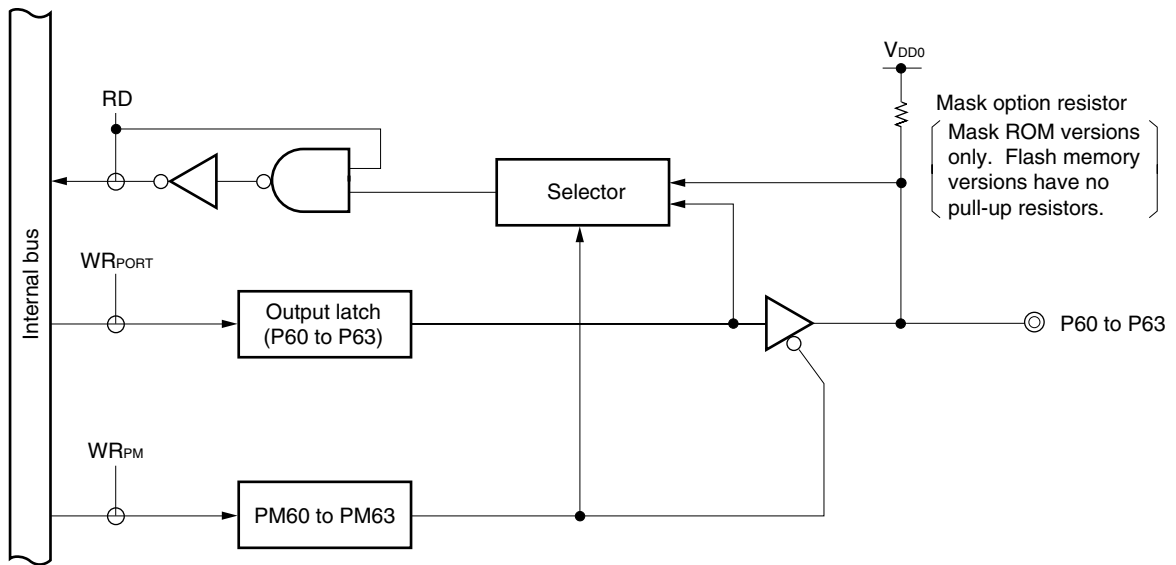 VDD0
RD
Mask option resistor
Mask ROM versions
only. Flash memory
versions have no
pull-up resistors.
Selector
Internal bus
WRPORT
Output latch
(P60 to P63)
P60 to P63
WRPM
PM60 to PM63